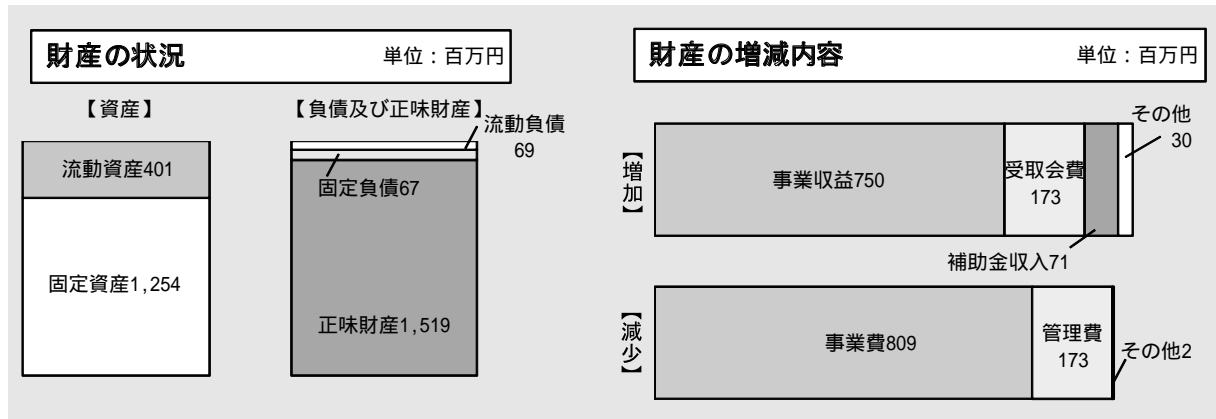 財産の状況 単位：百万円
【資産】
流動資産401
固定資産1,254
【負債及び正味財産】
流動負債
69
固定負債67
正味財産1,519
財産の増減内容 単位：百万円
【増加】
事業収益750
受取会費
173
補助金収入71
その他
30
【減少】
事業費809
管理費
173
その他2